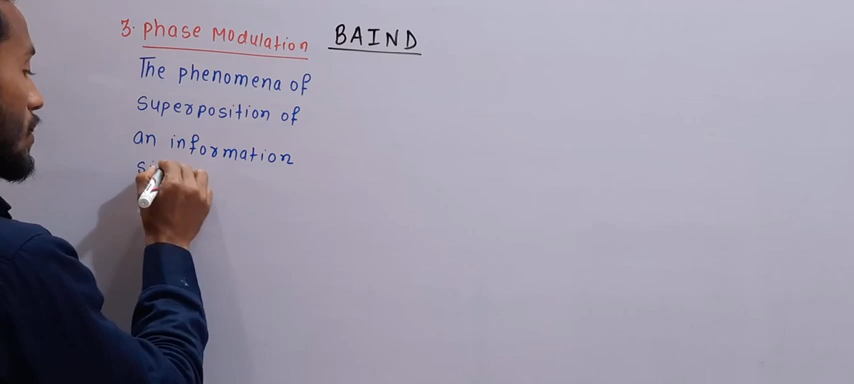 3. Phase Modulation BAIND
The phenomena of
superposition of
an information